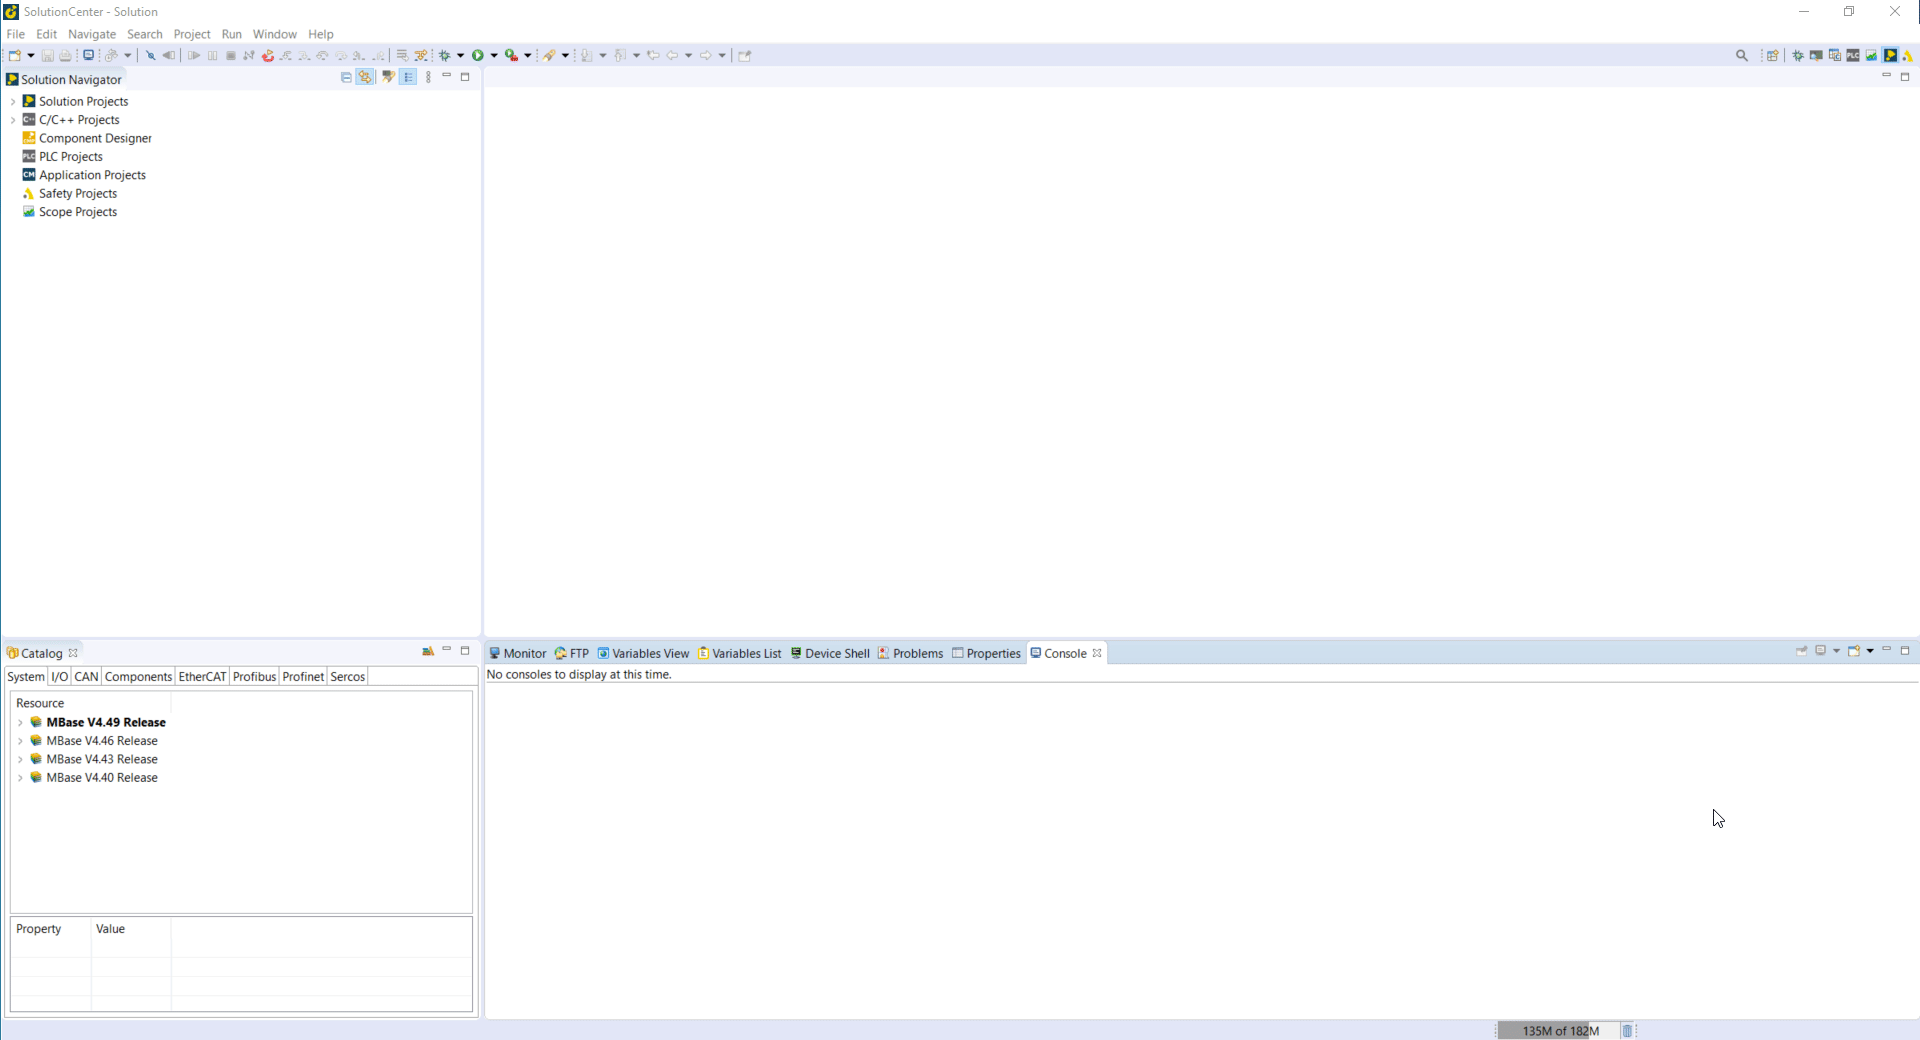 SolutionCenter - Solution
File Edit Navigate Search Project Run Window Help
Solution Navigator
Solution Projects
C/C++ Projects
Component Designer
PLC Projects
Application Projects
Safety Projects
Scope Projects
Catalog
System I/O CAN Components EtherCAT Profibus Profinet Sercos
Resource
MBase V4.49 Release
MBase V4.46 Release
MBase V4.43 Release
MBase V4.40 Release
Property Value
Monitor FTP Variables View Variables List Device Shell Problems Properties Console
No consoles to display at this time.
135M of 182M